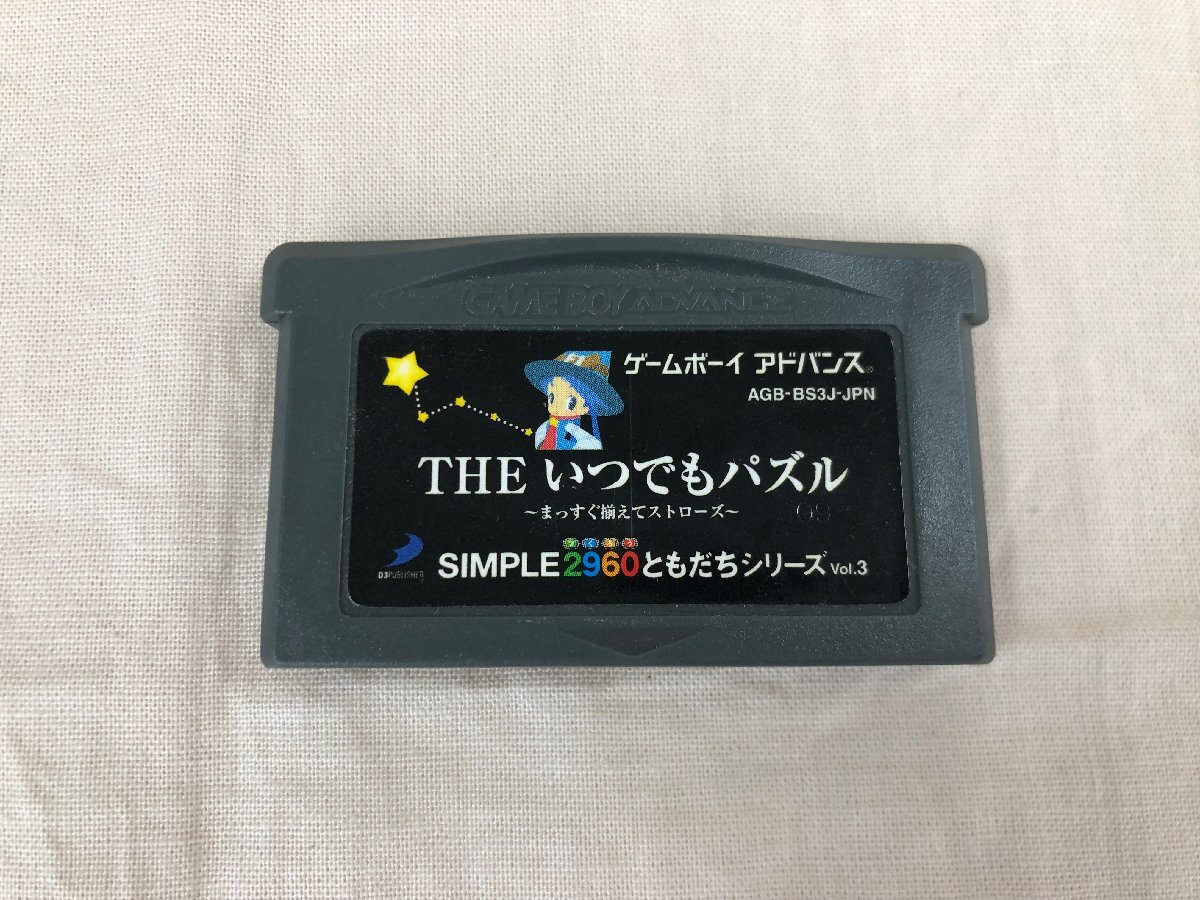 GAMEBOY ADVANCE
ゲームボーイ アドバンス®
AGB-BS3J-JPN
THE いつでもパズル
~まっすぐ揃えてストローズ~
09
D3PUBLISHER
SIMPLE2960ともだちシリーズ Vol.3